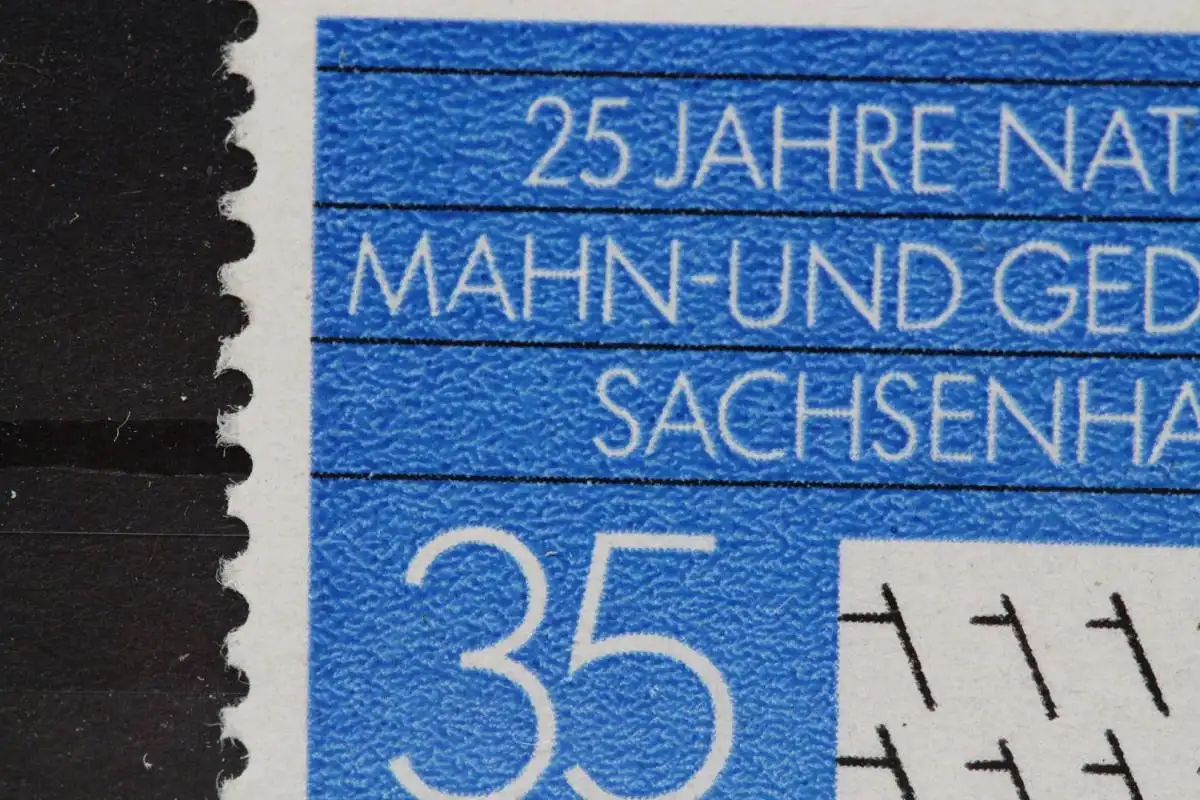 25 JAHRE NAT
MAHN-UND GED
SACHSENHA
35